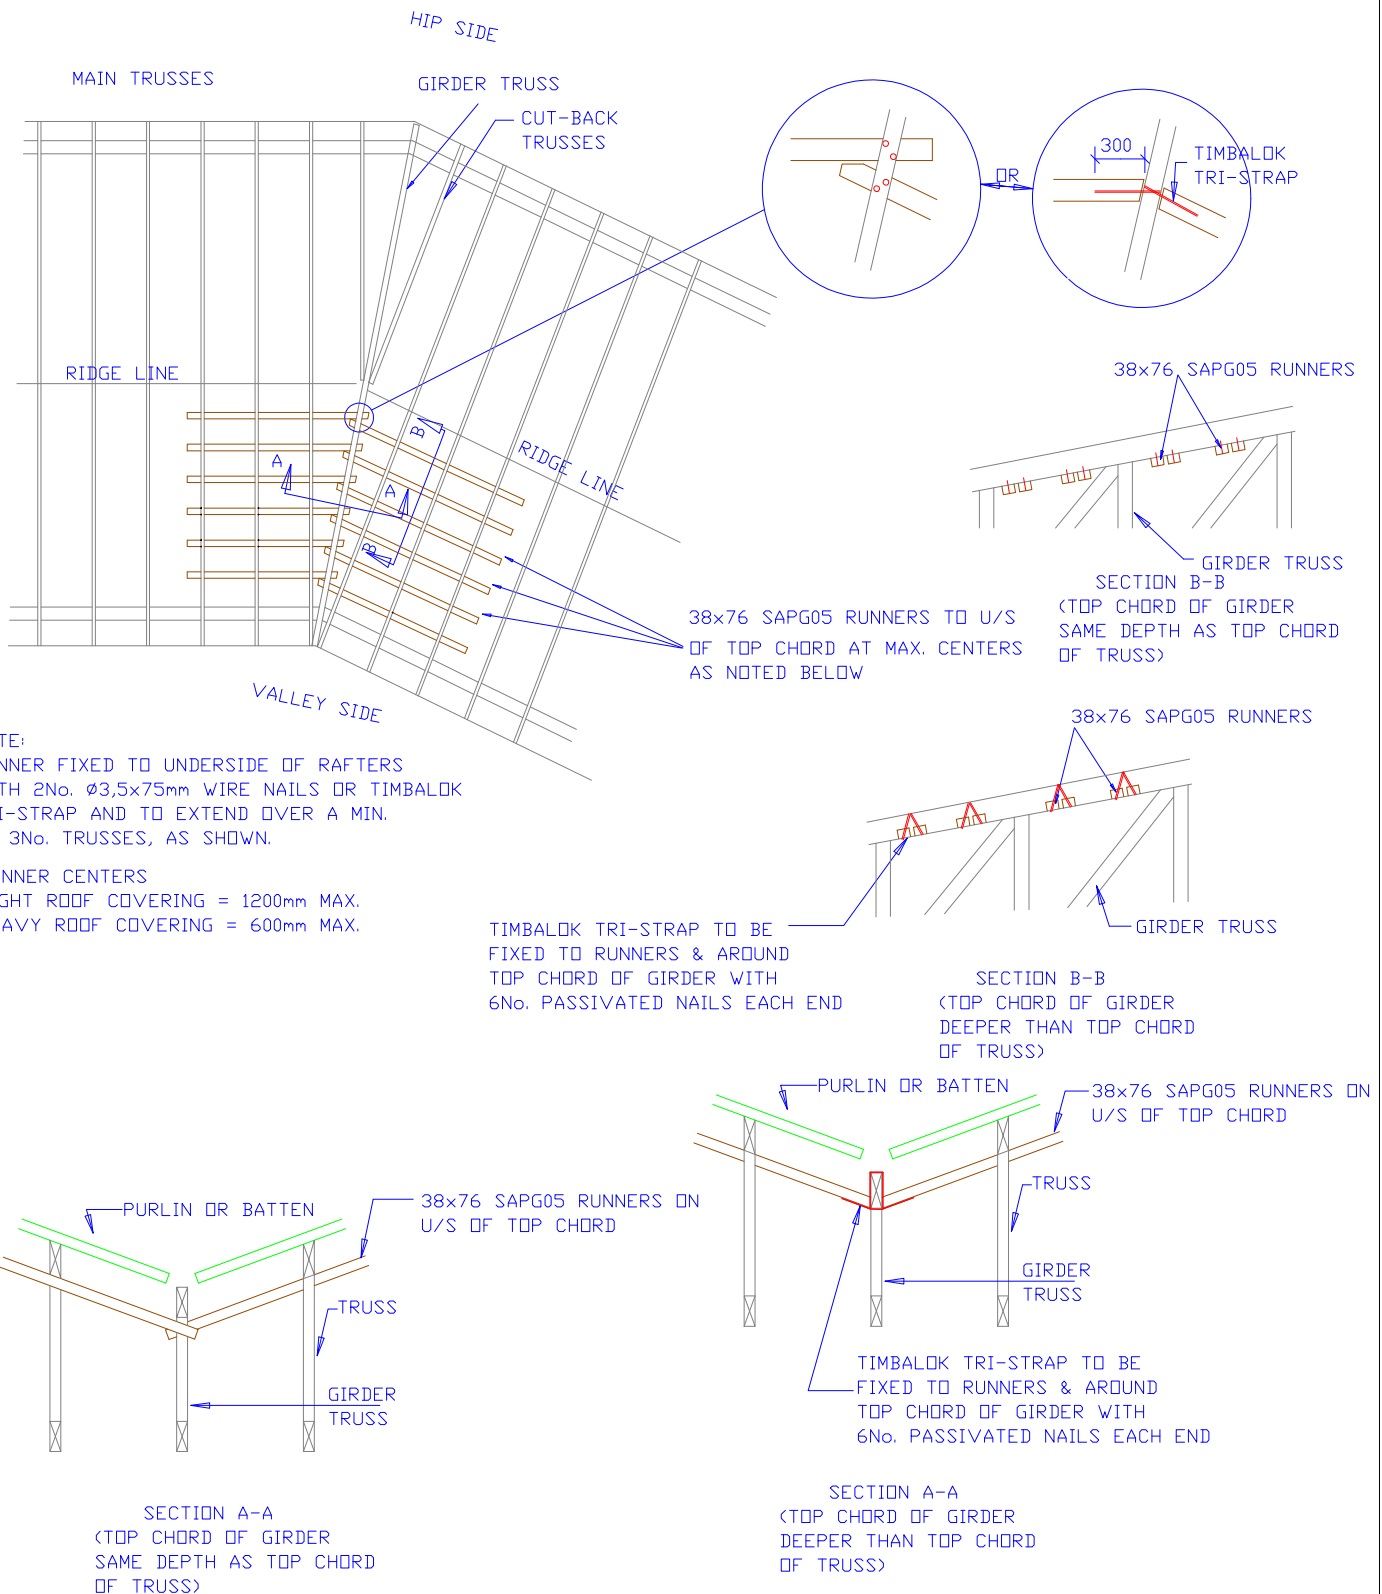 HIP SIDE
MAIN TRUSSES
GIRDER TRUSS
CUT-BACK
TRUSSES
OR
300
TIMBALOK
TRI-STRAP
RIDGE LINE
RIDGE LINE
A
A
B
B
38x76 SAPG05 RUNNERS
GIRDER TRUSS
SECTION B-B
(TOP CHORD OF GIRDER
SAME DEPTH AS TOP CHORD
OF TRUSS)
38x76 SAPG05 RUNNERS TO U/S
OF TOP CHORD AT MAX. CENTERS
AS NOTED BELOW
VALLEY SIDE
TE:
NNER FIXED TO UNDERSIDE OF RAFTERS
TH 2No. Ø3,5x75mm WIRE NAILS OR TIMBALOK
I-STRAP AND TO EXTEND OVER A MIN.
3No. TRUSSES, AS SHOWN.
NNER CENTERS
GHT ROOF COVERING = 1200mm MAX.
AVY ROOF COVERING = 600mm MAX.
38x76 SAPG05 RUNNERS
TIMBALOK TRI-STRAP TO BE
FIXED TO RUNNERS & AROUND
TOP CHORD OF GIRDER WITH
6No. PASSIVATED NAILS EACH END
GIRDER TRUSS
SECTION B-B
(TOP CHORD OF GIRDER
DEEPER THAN TOP CHORD
OF TRUSS)
PURLIN OR BATTEN
38x76 SAPG05 RUNNERS ON
U/S OF TOP CHORD
TRUSS
GIRDER
TRUSS
SECTION A-A
(TOP CHORD OF GIRDER
SAME DEPTH AS TOP CHORD
OF TRUSS)
PURLIN OR BATTEN
38x76 SAPG05 RUNNERS ON
U/S OF TOP CHORD
TRUSS
GIRDER
TRUSS
TIMBALOK TRI-STRAP TO BE
FIXED TO RUNNERS & AROUND
TOP CHORD OF GIRDER WITH
6No. PASSIVATED NAILS EACH END
SECTION A-A
(TOP CHORD OF GIRDER
DEEPER THAN TOP CHORD
OF TRUSS)